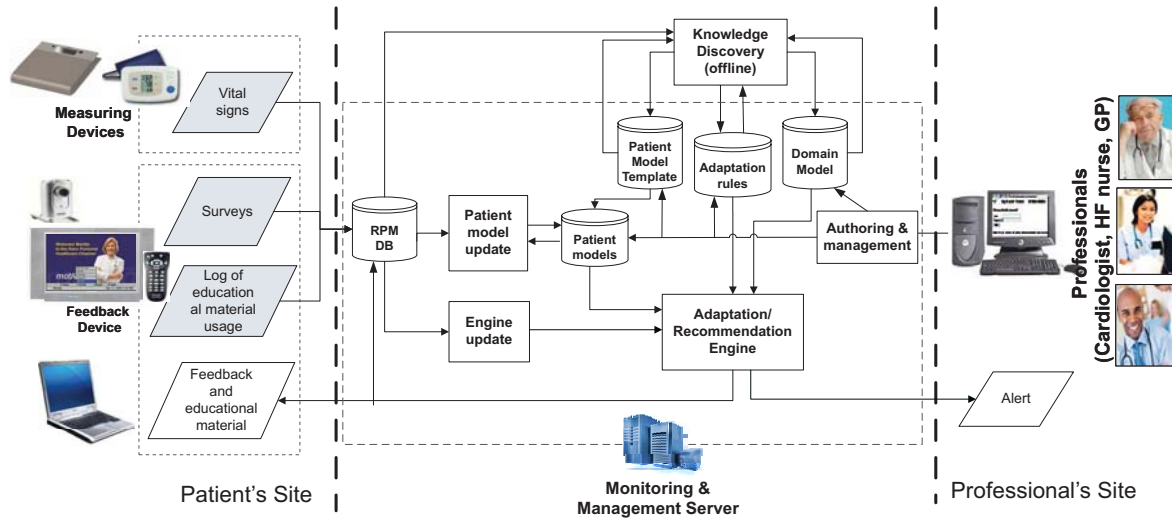 Measuring
Devices
Vital
signs
Surveys
Feedback
Device
Log of
education
al material
usage
Feedback
and
educational
material
Patient's Site
RPM
DB
Patient
model
update
Engine
update
Patient
models
Knowledge
Discovery
(offline)
Patient
Model
Template
Adaptation
rules
Domain
Model
Authoring &
management
Adaptation/
Recommendation
Engine
Monitoring &
Management Server
Professionals
(Cardiologist, HF nurse, GP)
Alert
Professional's Site